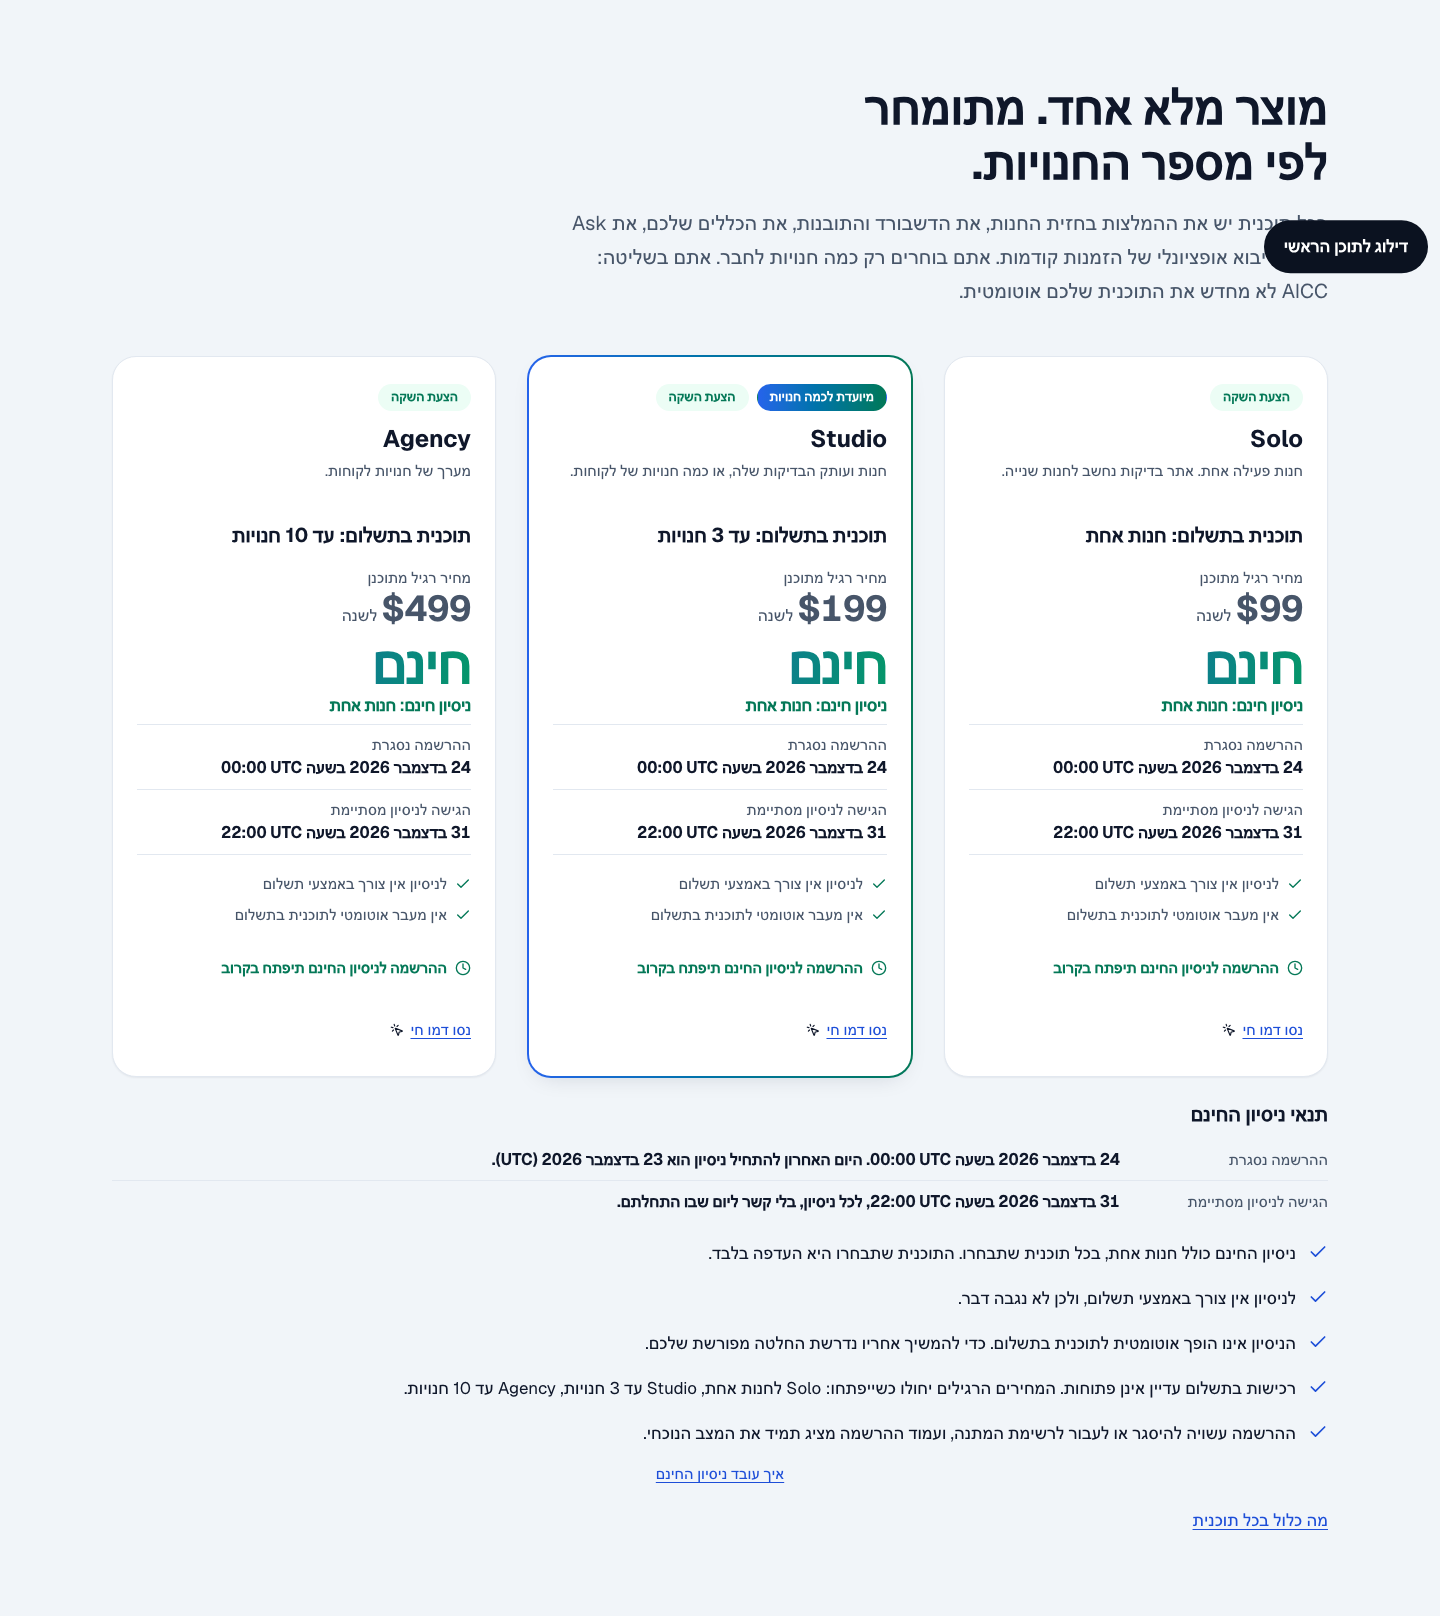 מוצר מלא אחד. מתומחר
לפי מספר החנויות.
תוכנית יש את ההמלצות בחזית החנות, את הדשבורד והתובנות, את הכללים שלכם, את Ask
דילוג לתוכן הראשי
אופציונלי של הזמנות קודמות. אתם בוחרים רק כמה חנויות לחבר. אתם בשליטה:
AICC לא מחדש את התוכנית שלכם אוטומטית.
הצעת השקה
Solo
חנות פעילה אחת. אתר בדיקות נחשב לחנות שנייה.
תוכנית בתשלום: חנות אחת
מחיר רגיל מתוכנן
$99 לשנה
חינם
ניסיון חינם: חנות אחת
ההרשמה נסגרת
24 בדצמבר 2026 בשעה 00:00 UTC
הגישה לניסיון מסתיימת
31 בדצמבר 2026 בשעה 22:00 UTC
לניסיון אין צורך באמצעי תשלום
אין מעבר אוטומטי לתוכנית בתשלום
ההרשמה לניסיון החינם תיפתח בקרוב
נסו דמו חי
מיועדת לכמה חנויות הצעת השקה
Studio
חנות ועותק הבדיקות שלה, או כמה חנויות של לקוחות.
תוכנית בתשלום: עד 3 חנויות
מחיר רגיל מתוכנן
$199 לשנה
חינם
ניסיון חינם: חנות אחת
ההרשמה נסגרת
24 בדצמבר 2026 בשעה 00:00 UTC
הגישה לניסיון מסתיימת
31 בדצמבר 2026 בשעה 22:00 UTC
לניסיון אין צורך באמצעי תשלום
אין מעבר אוטומטי לתוכנית בתשלום
ההרשמה לניסיון החינם תיפתח בקרוב
נסו דמו חי
הצעת השקה
Agency
מערך של חנויות לקוחות.
תוכנית בתשלום: עד 10 חנויות
מחיר רגיל מתוכנן
$499 לשנה
חינם
ניסיון חינם: חנות אחת
ההרשמה נסגרת
24 בדצמבר 2026 בשעה 00:00 UTC
הגישה לניסיון מסתיימת
31 בדצמבר 2026 בשעה 22:00 UTC
לניסיון אין צורך באמצעי תשלום
אין מעבר אוטומטי לתוכנית בתשלום
ההרשמה לניסיון החינם תיפתח בקרוב
נסו דמו חי
תנאי ניסיון החינם
ההרשמה נסגרת 24 בדצמבר 2026 בשעה 00:00 UTC. היום האחרון להתחיל ניסיון הוא 23 בדצמבר 2026 (UTC).
הגישה לניסיון מסתיימת 31 בדצמבר 2026 בשעה 22:00 UTC, לכל ניסיון, בלי קשר ליום שבו התחלתם.
ניסיון החינם כולל חנות אחת, בכל תוכנית שתבחרו. התוכנית שתבחרו היא העדפה בלבד.
לניסיון אין צורך באמצעי תשלום, ולכן לא נגבה דבר.
הניסיון אינו הופך אוטומטית לתוכנית בתשלום. כדי להמשיך אחריו נדרשת החלטה מפורשת שלכם.
רכישות בתשלום עדיין אינן פתוחות. המחירים הרגילים יחולו כשייפתחו: Solo לחנות אחת, Studio עד 3 חנויות, Agency עד 10 חנויות.
ההרשמה עשויה להיסגר או לעבור לרשימת המתנה, ועמוד ההרשמה מציג תמיד את המצב הנוכחי.
איך עובד ניסיון החינם
מה כלול בכל תוכנית